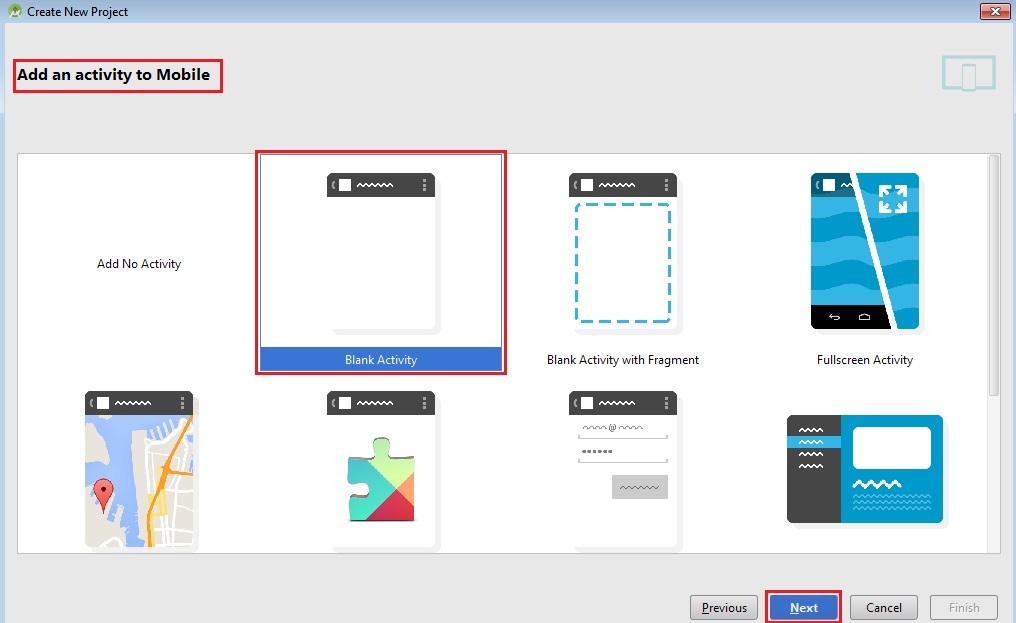 Create New Project
Add an activity to Mobile
Add No Activity
Blank Activity
Blank Activity with Fragment
Fullscreen Activity
@
Previous
Next
Cancel
Finish